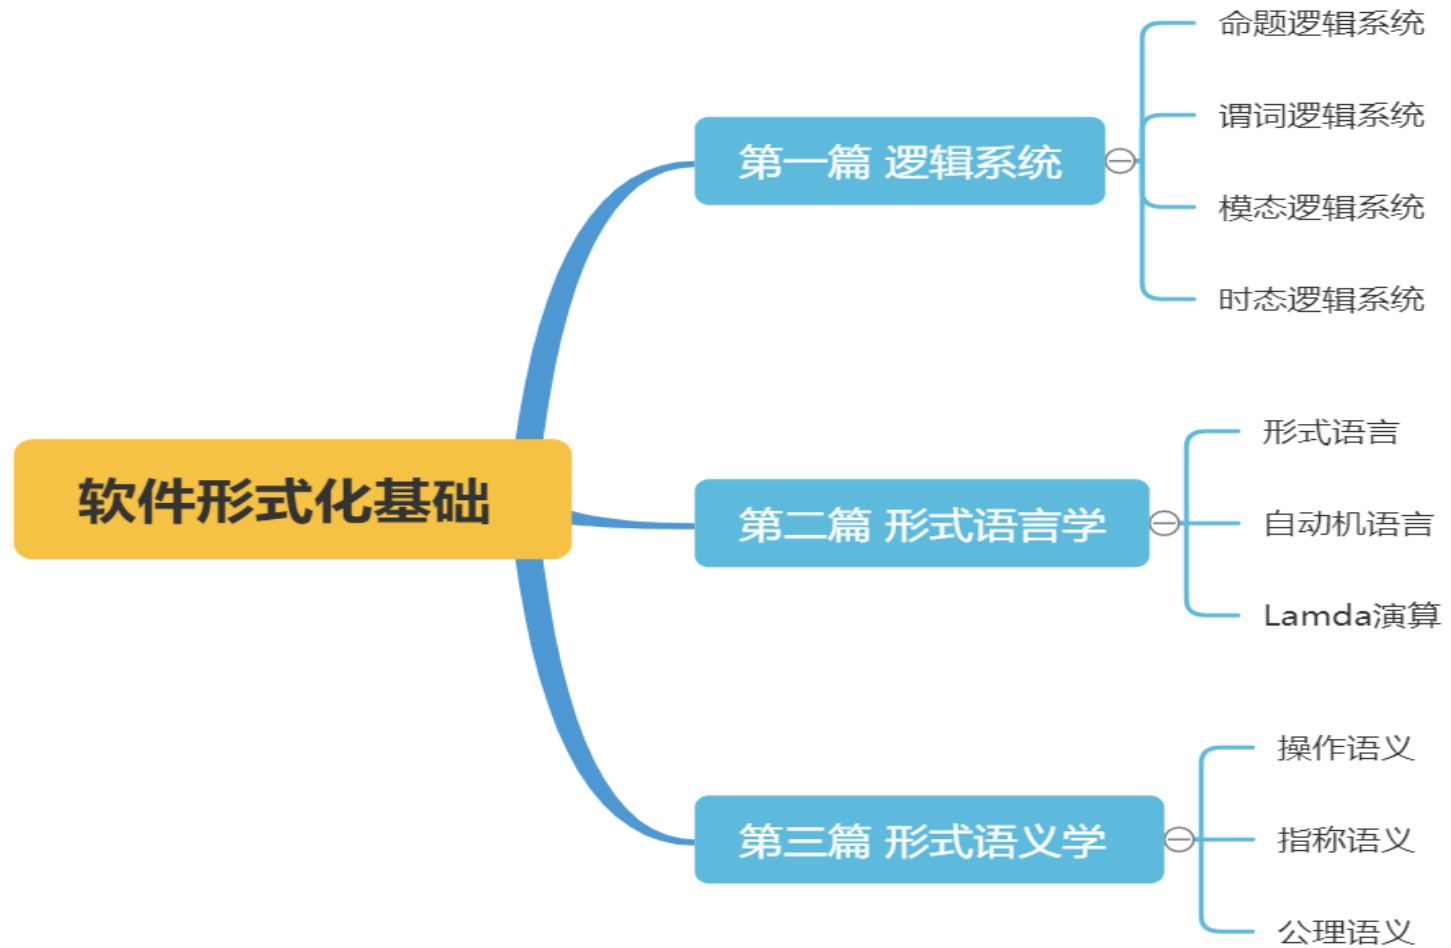 软件形式化基础
第一篇 逻辑系统
命题逻辑系统
谓词逻辑系统
模态逻辑系统
时态逻辑系统
第二篇 形式语言学
形式语言
自动机语言
Lamda演算
第三篇 形式语义学
操作语义
指称语义
公理语义